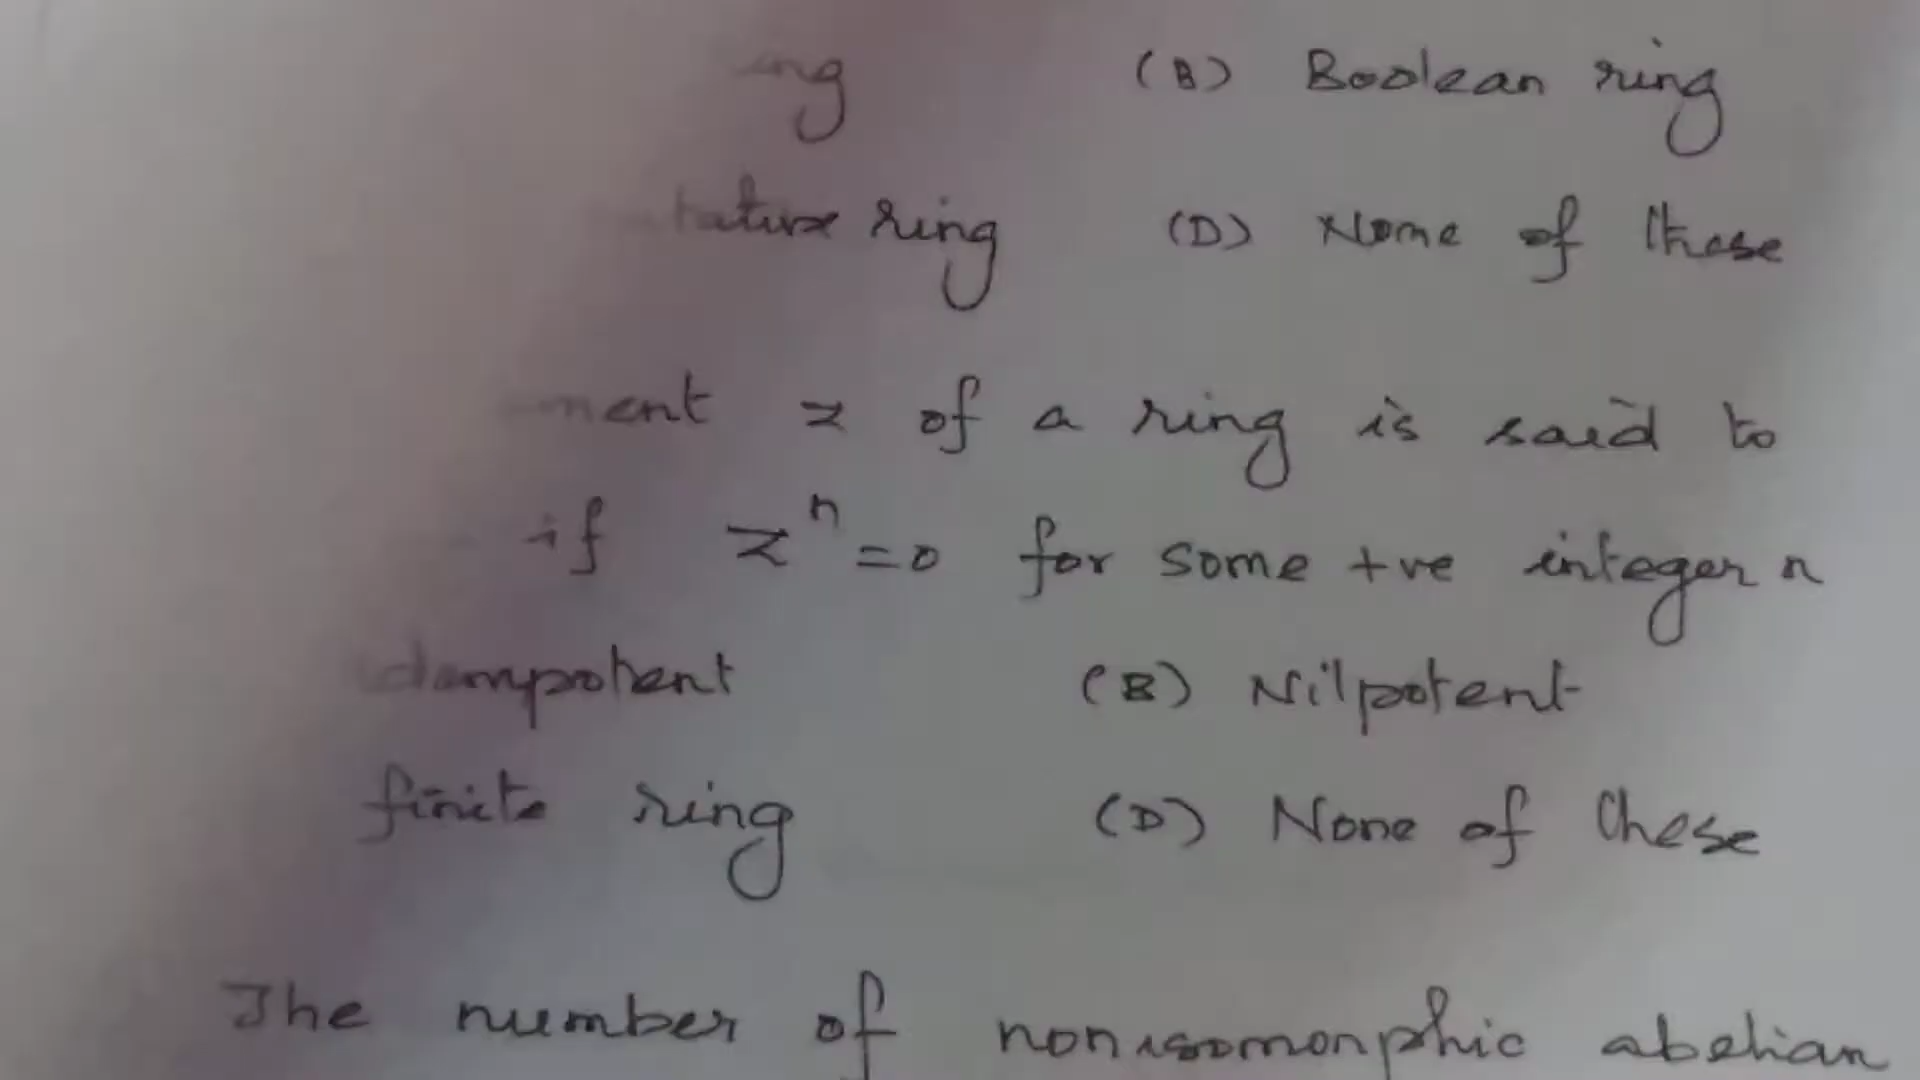 (B) Boolean ring
ring (D) None of these
z of a ring is said to
if z^n =0 for some +ve integer n
(B) Nilpotent
finite ring (D) None of these
The number of nonisomorphic abelian